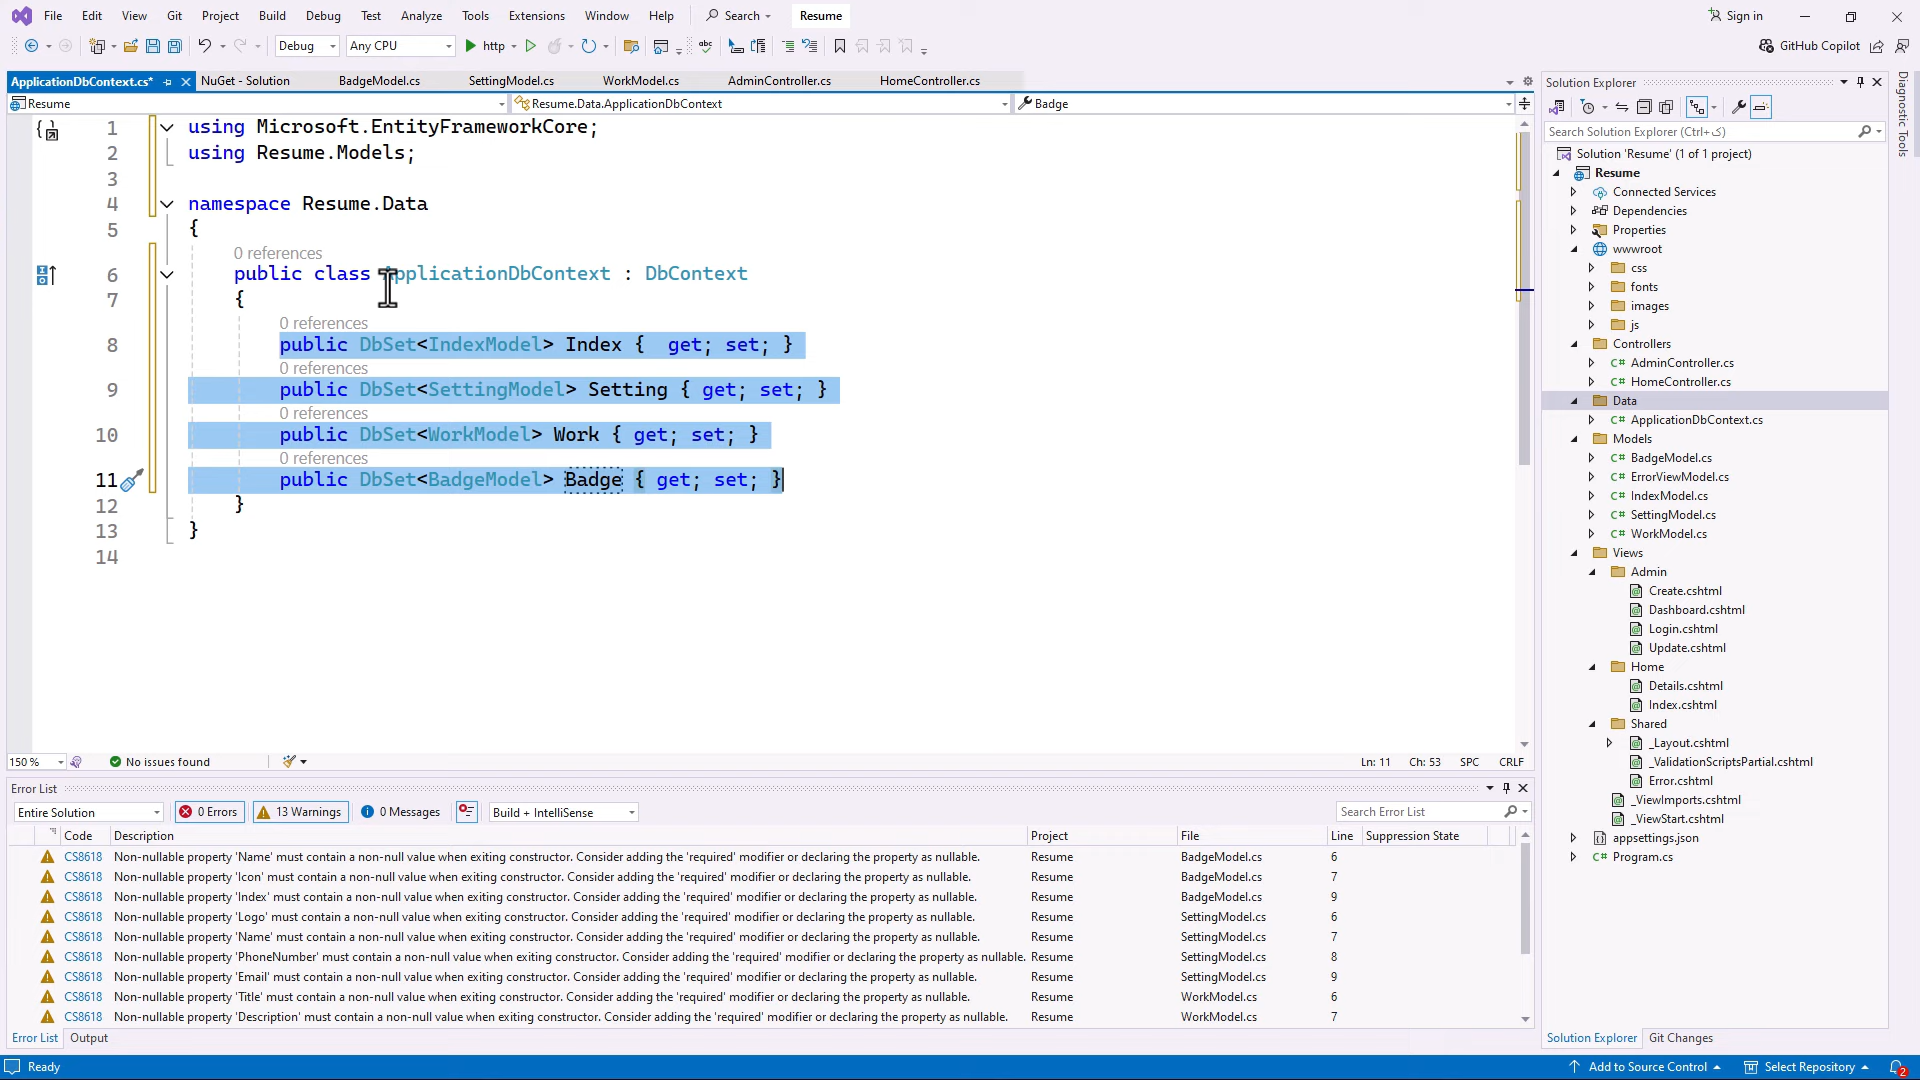 File Edit View Git Project Build Debug Test Analyze Tools Extensions Window Help Search Resume Sign in
Debug Any CPU http GitHub Copilot
ApplicationDbContext.cs* NuGet - Solution BadgeModel.cs SettingModel.cs WorkModel.cs AdminController.cs HomeController.cs
Resume Resume.Data.ApplicationDbContext Badge
1 using Microsoft.EntityFrameworkCore;
2 using Resume.Models;
3
4 namespace Resume.Data
5 {
0 references
6 public class ApplicationDbContext : DbContext
7 {
0 references
8 public DbSet<IndexModel> Index {  get; set; }
0 references
9 public DbSet<SettingModel> Setting { get; set; }
0 references
10 public DbSet<WorkModel> Work { get; set; }
0 references
11 public DbSet<BadgeModel> Badge { get; set; }
12 }
13 }
14
150 % No issues found Ln: 11 Ch: 53 SPC CRLF
Error List
Entire Solution 0 Errors 13 Warnings 0 Messages Build + IntelliSense Search Error List
Code Description Project File Line Suppression State
CS8618 Non-nullable property 'Name' must contain a non-null value when exiting constructor. Consider adding the 'required' modifier or declaring the property as nullable. Resume BadgeModel.cs 6
CS8618 Non-nullable property 'Icon' must contain a non-null value when exiting constructor. Consider adding the 'required' modifier or declaring the property as nullable. Resume BadgeModel.cs 7
CS8618 Non-nullable property 'Index' must contain a non-null value when exiting constructor. Consider adding the 'required' modifier or declaring the property as nullable. Resume BadgeModel.cs 9
CS8618 Non-nullable property 'Logo' must contain a non-null value when exiting constructor. Consider adding the 'required' modifier or declaring the property as nullable. Resume SettingModel.cs 6
CS8618 Non-nullable property 'Name' must contain a non-null value when exiting constructor. Consider adding the 'required' modifier or declaring the property as nullable. Resume SettingModel.cs 7
CS8618 Non-nullable property 'PhoneNumber' must contain a non-null value when exiting constructor. Consider adding the 'required' modifier or declaring the property as nullable. Resume SettingModel.cs 8
CS8618 Non-nullable property 'Email' must contain a non-null value when exiting constructor. Consider adding the 'required' modifier or declaring the property as nullable. Resume SettingModel.cs 9
CS8618 Non-nullable property 'Title' must contain a non-null value when exiting constructor. Consider adding the 'required' modifier or declaring the property as nullable. Resume WorkModel.cs 6
CS8618 Non-nullable property 'Description' must contain a non-null value when exiting constructor. Consider adding the 'required' modifier or declaring the property as nullable. Resume WorkModel.cs 7
Error List Output
Solution Explorer
Search Solution Explorer (Ctrl+ک)
Solution 'Resume' (1 of 1 project)
Resume
Connected Services
Dependencies
Properties
wwwroot
css
fonts
images
js
Controllers
C# AdminController.cs
C# HomeController.cs
Data
C# ApplicationDbContext.cs
Models
C# BadgeModel.cs
C# ErrorViewModel.cs
C# IndexModel.cs
C# SettingModel.cs
C# WorkModel.cs
Views
Admin
Create.cshtml
Dashboard.cshtml
Login.cshtml
Update.cshtml
Home
Details.cshtml
Index.cshtml
Shared
_Layout.cshtml
_ValidationScriptsPartial.cshtml
Error.cshtml
_ViewImports.cshtml
_ViewStart.cshtml
appsettings.json
C# Program.cs
Solution Explorer Git Changes
Diagnostic Tools
Ready Add to Source Control Select Repository 2